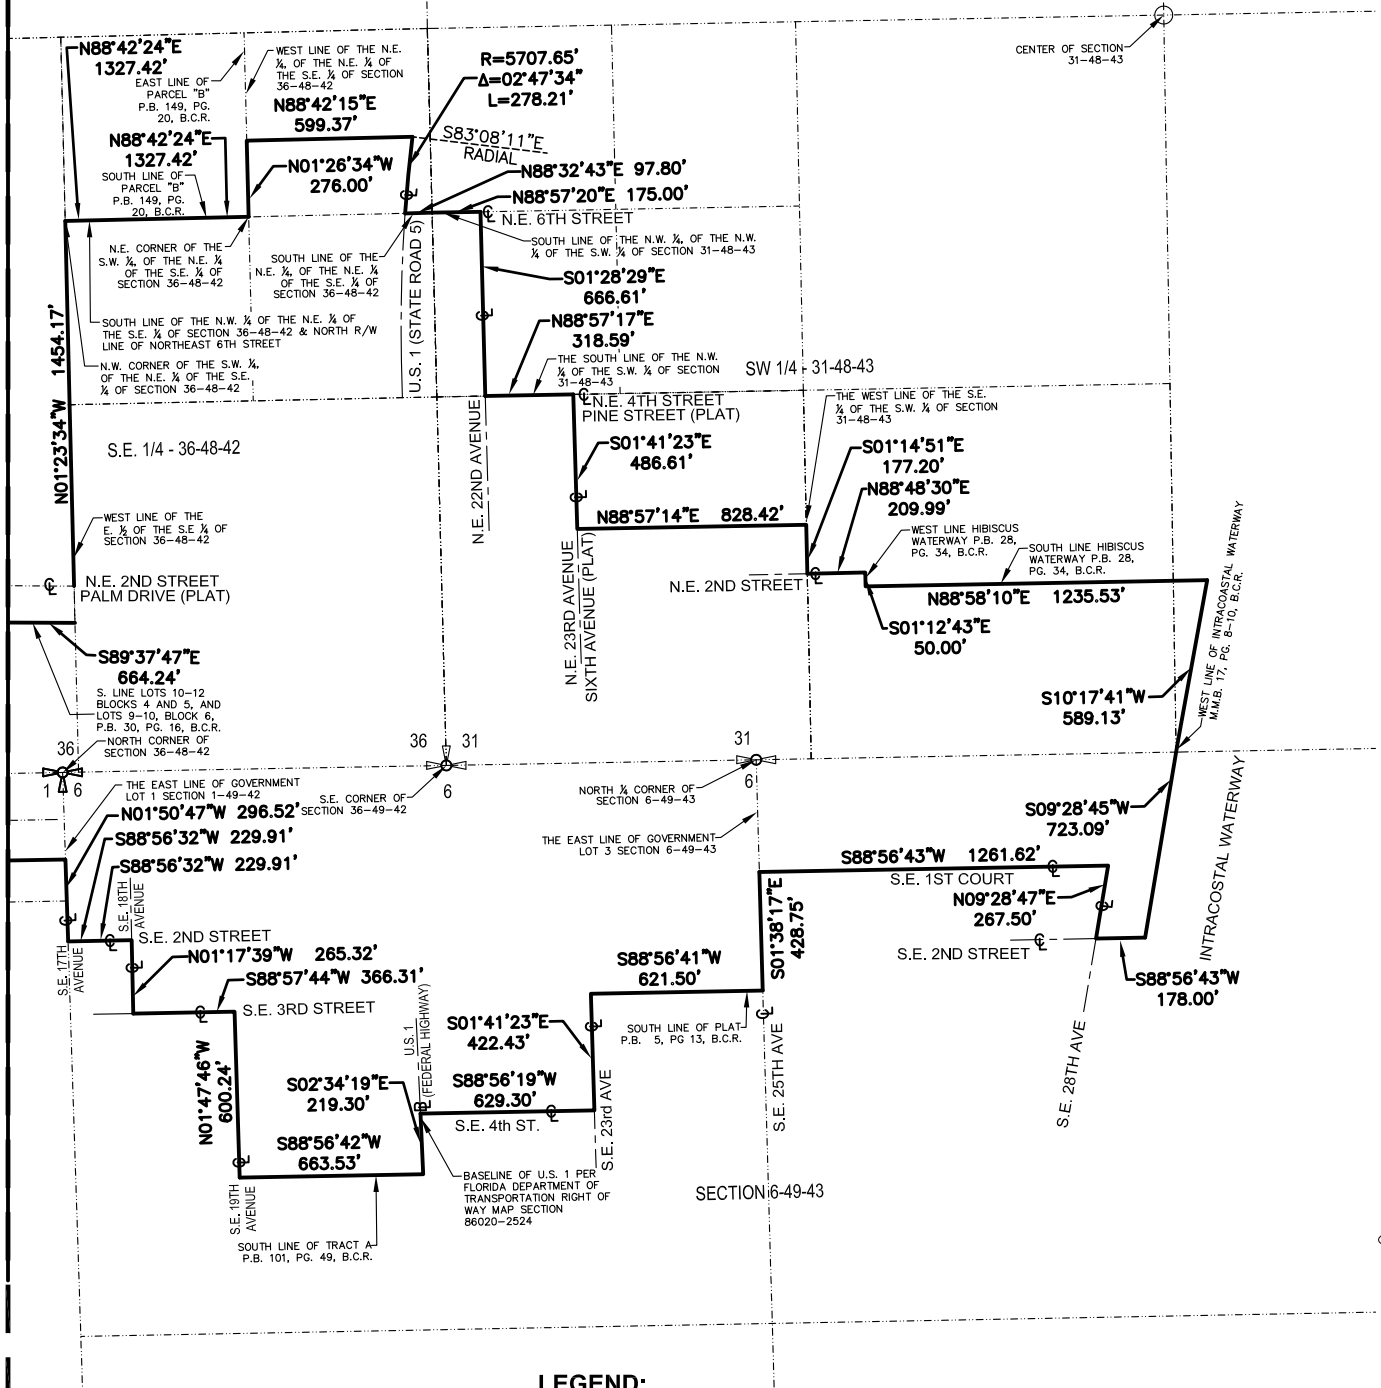 N88°42'24"E
1327.42'
EAST LINE OF
PARCEL "B"
P.B. 149, PG.
20, B.C.R.
WEST LINE OF THE N.E.
¼, OF THE N.E. ¼ OF
THE S.E. ¼ OF SECTION
36-48-42
N88°42'15"E
599.37'
R=5707.65'
Δ=02°47'34"
L=278.21'
CENTER OF SECTION
31-48-43
N88°42'24"E
1327.42'
SOUTH LINE OF
PARCEL "B"
P.B. 149, PG.
20, B.C.R.
N01°26'34"W
276.00'
S83°08'11"E
RADIAL
N88°32'43"E 97.80'
N88°57'20"E 175.00'
N.E. 6TH STREET
SOUTH LINE OF THE N.W. ¼, OF THE N.W.
¼ OF THE S.W. ¼ OF SECTION 31-48-43
N.E. CORNER OF THE
S.W. ¼, OF THE N.E. ¼
OF THE S.E. ¼ OF
SECTION 36-48-42
SOUTH LINE OF THE
N.E. ¼, OF THE N.E. ¼
OF THE S.E. ¼ OF
SECTION 36-48-42
U.S. 1 (STATE ROAD 5)
S01°28'29"E
666.61'
N88°57'17"E
318.59'
SOUTH LINE OF THE N.W. ¼ OF THE N.E. ¼ OF
THE S.E. ¼ OF SECTION 36-48-42 & NORTH R/W
LINE OF NORTHEAST 6TH STREET
N.W. CORNER OF THE S.W. ¼,
OF THE N.E. ¼ OF THE S.E.
¼ OF SECTION 36-48-42
N01°23'34"W 1454.17'
THE SOUTH LINE OF THE N.W.
¼ OF THE S.W. ¼ OF SECTION
31-48-43
SW 1/4 - 31-48-43
N.E. 4TH STREET
PINE STREET (PLAT)
THE WEST LINE OF THE S.E.
¼ OF THE S.W. ¼ OF SECTION
31-48-43
S.E. 1/4 - 36-48-42
N.E. 22ND AVENUE
S01°41'23"E
486.61'
S01°14'51"E
177.20'
N88°48'30"E
209.99'
N88°57'14"E 828.42'
WEST LINE OF THE
E. ½ OF THE S.E ¼ OF
SECTION 36-48-42
WEST LINE HIBISCUS
WATERWAY P.B. 28,
PG. 34, B.C.R.
SOUTH LINE HIBISCUS
WATERWAY P.B. 28,
PG. 34, B.C.R.
N.E. 2ND STREET
PALM DRIVE (PLAT)
N.E. 23RD AVENUE
SIXTH AVENUE (PLAT)
N.E. 2ND STREET
N88°58'10"E 1235.53'
S01°12'43"E
50.00'
WEST LINE OF INTRACOASTAL WATERWAY
M.M.B. 17, PG. 8-10, B.C.R.
S89°37'47"E
664.24'
S. LINE LOTS 10-12
BLOCKS 4 AND 5, AND
LOTS 9-10, BLOCK 6,
P.B. 30, PG. 16, B.C.R.
NORTH CORNER OF
SECTION 36-48-42
S10°17'41"W
589.13'
36
1 6
36 31
6
31
6
THE EAST LINE OF GOVERNMENT
LOT 1 SECTION 1-49-42
S.E. CORNER OF
SECTION 36-49-42
NORTH ¼ CORNER OF
SECTION 6-49-43
N01°50'47"W 296.52'
S88°56'32"W 229.91'
S88°56'32"W 229.91'
THE EAST LINE OF GOVERNMENT
LOT 3 SECTION 6-49-43
S09°28'45"W
723.09'
INTRACOSTAL WATERWAY
S88°56'43"W 1261.62'
S.E. 1ST COURT
N09°28'47"E
267.50'
S.E. 18TH
AVENUE
S.E. 2ND STREET
S.E. 17TH
AVENUE
S01°38'17"E
428.75'
S.E. 2ND STREET
N01°17'39"W 265.32'
S88°57'44"W 366.31'
S88°56'41"W
621.50'
S88°56'43"W
178.00'
S.E. 3RD STREET
U.S. 1
(FEDERAL HIGHWAY)
S01°41'23"E
422.43'
SOUTH LINE OF PLAT
P.B. 5, PG 13, B.C.R.
S.E. 25TH AVE
S.E. 28TH AVE
N01°47'46"W
600.24'
S02°34'19"E
219.30'
S88°56'19"W
629.30'
S.E. 4th ST.
S.E. 23rd AVE
S88°56'42"W
663.53'
BASELINE OF U.S. 1 PER
FLORIDA DEPARTMENT OF
TRANSPORTATION RIGHT OF
WAY MAP SECTION
86020-2524
SECTION 6-49-43
S.E. 19TH
AVENUE
SOUTH LINE OF TRACT A
P.B. 101, PG. 49, B.C.R.
LEGEND: